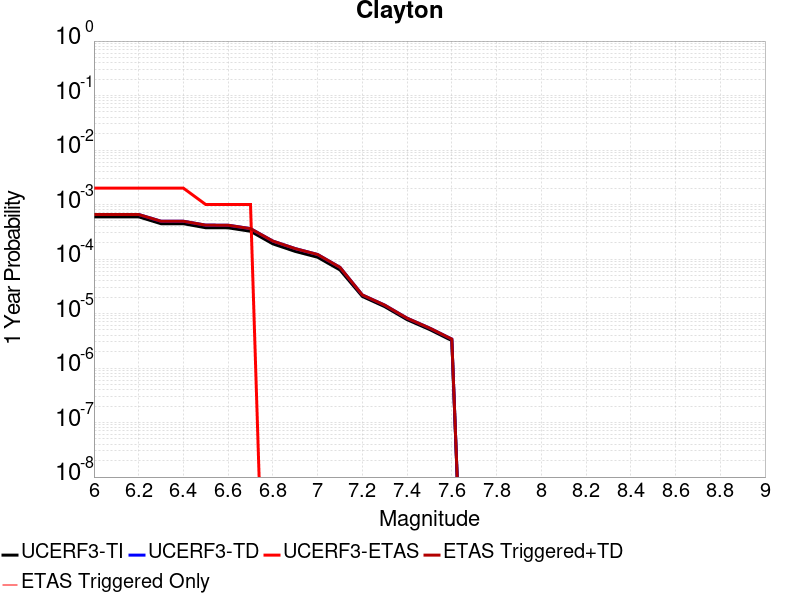 Clayton
1 Year Probability
10^0
10^-1
10^-2
10^-3
10^-4
10^-5
10^-6
10^-7
10^-8
6 6.2 6.4 6.6 6.8 7 7.2 7.4 7.6 7.8 8 8.2 8.4 8.6 8.8 9
Magnitude
UCERF3-TI UCERF3-TD UCERF3-ETAS ETAS Triggered+TD
ETAS Triggered Only